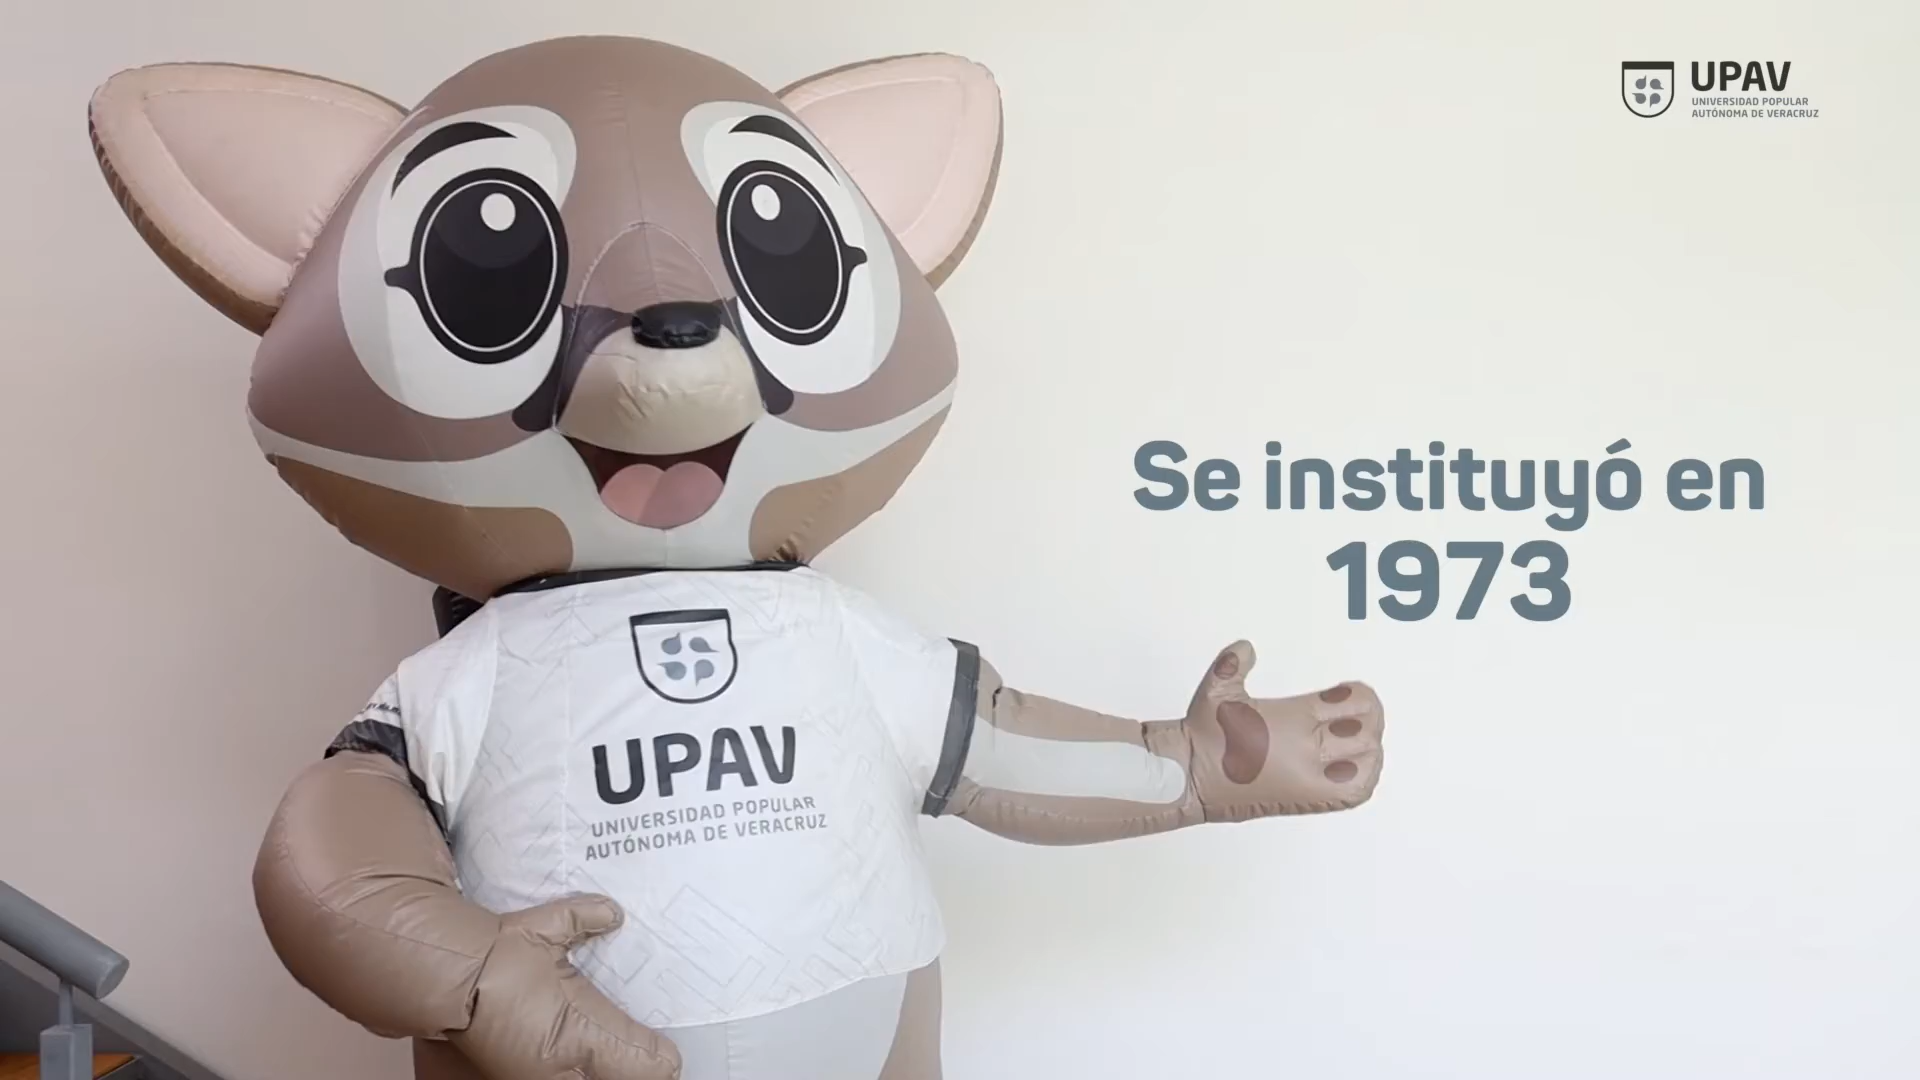 UPAV
UNIVERSIDAD POPULAR
AUTÓNOMA DE VERACRUZ
Se instituyó en
1973
UPAV
UNIVERSIDAD POPULAR
AUTÓNOMA DE VERACRUZ